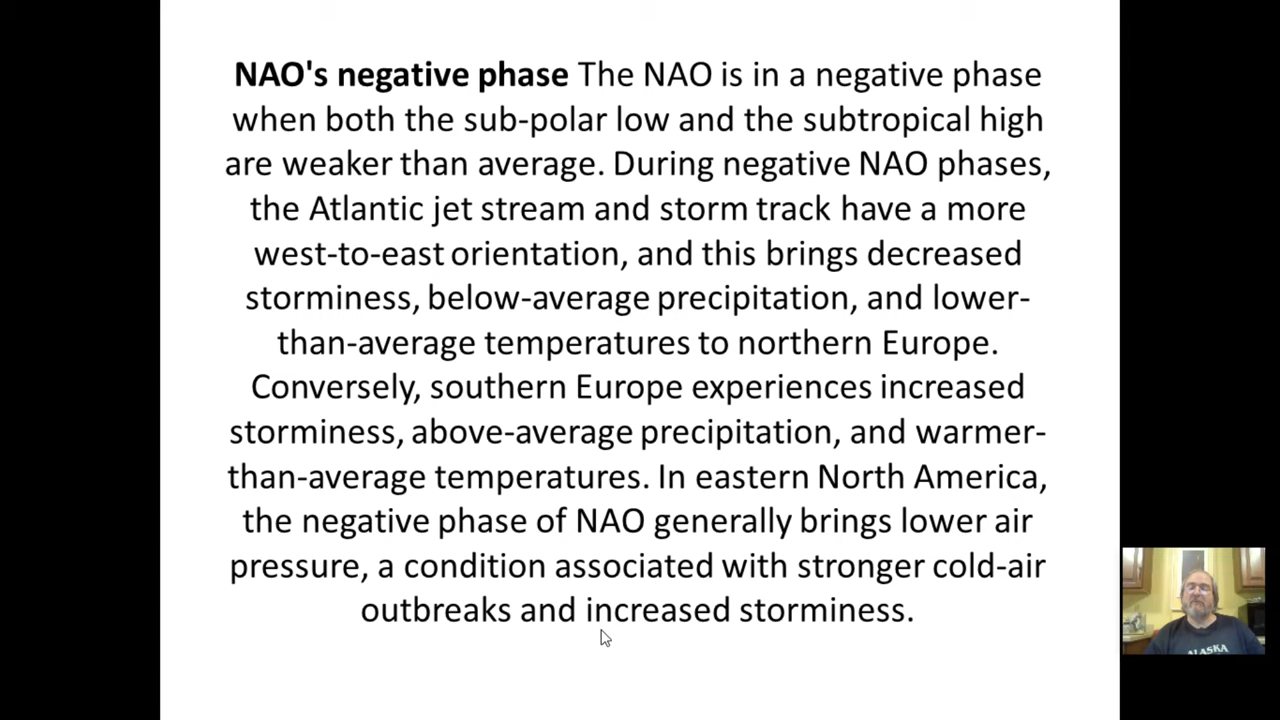 NAO's negative phase The NAO is in a negative phase
when both the sub-polar low and the subtropical high
are weaker than average. During negative NAO phases,
the Atlantic jet stream and storm track have a more
west-to-east orientation, and this brings decreased
storminess, below-average precipitation, and lower-
than-average temperatures to northern Europe.
Conversely, southern Europe experiences increased
storminess, above-average precipitation, and warmer-
than-average temperatures. In eastern North America,
the negative phase of NAO generally brings lower air
pressure, a condition associated with stronger cold-air
outbreaks and increased storminess.
ALASKA